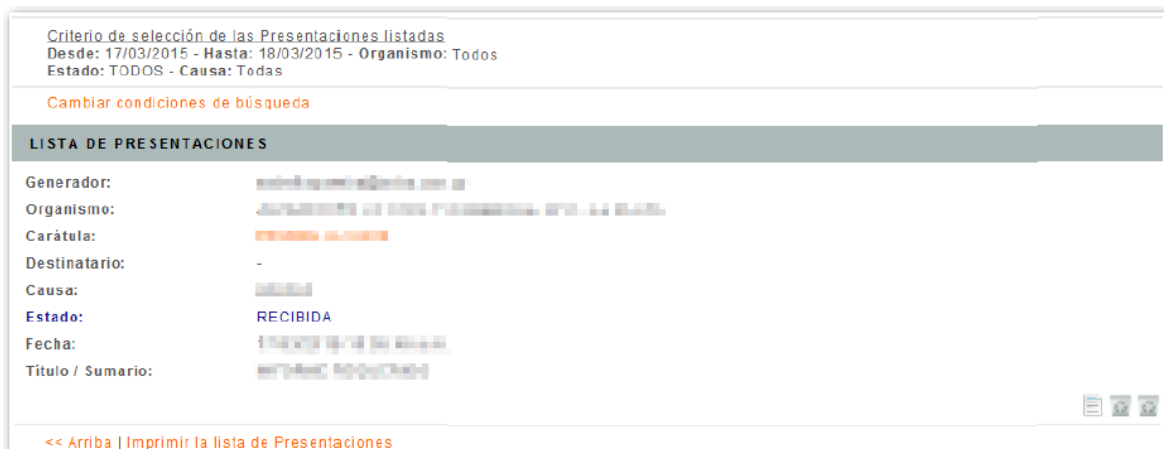 Criterio de selección de las Presentaciones listadas
Desde: 17/03/2015 - Hasta: 18/03/2015 - Organismo: Todos
Estado: TODOS - Causa: Todas
Cambiar condiciones de búsqueda
LISTA DE PRESENTACIONES
Generador:
Organismo:
Carátula:
Destinatario: -
Causa:
Estado: RECIBIDA
Fecha:
Título / Sumario:
<< Arriba | Imprimir la lista de Presentaciones